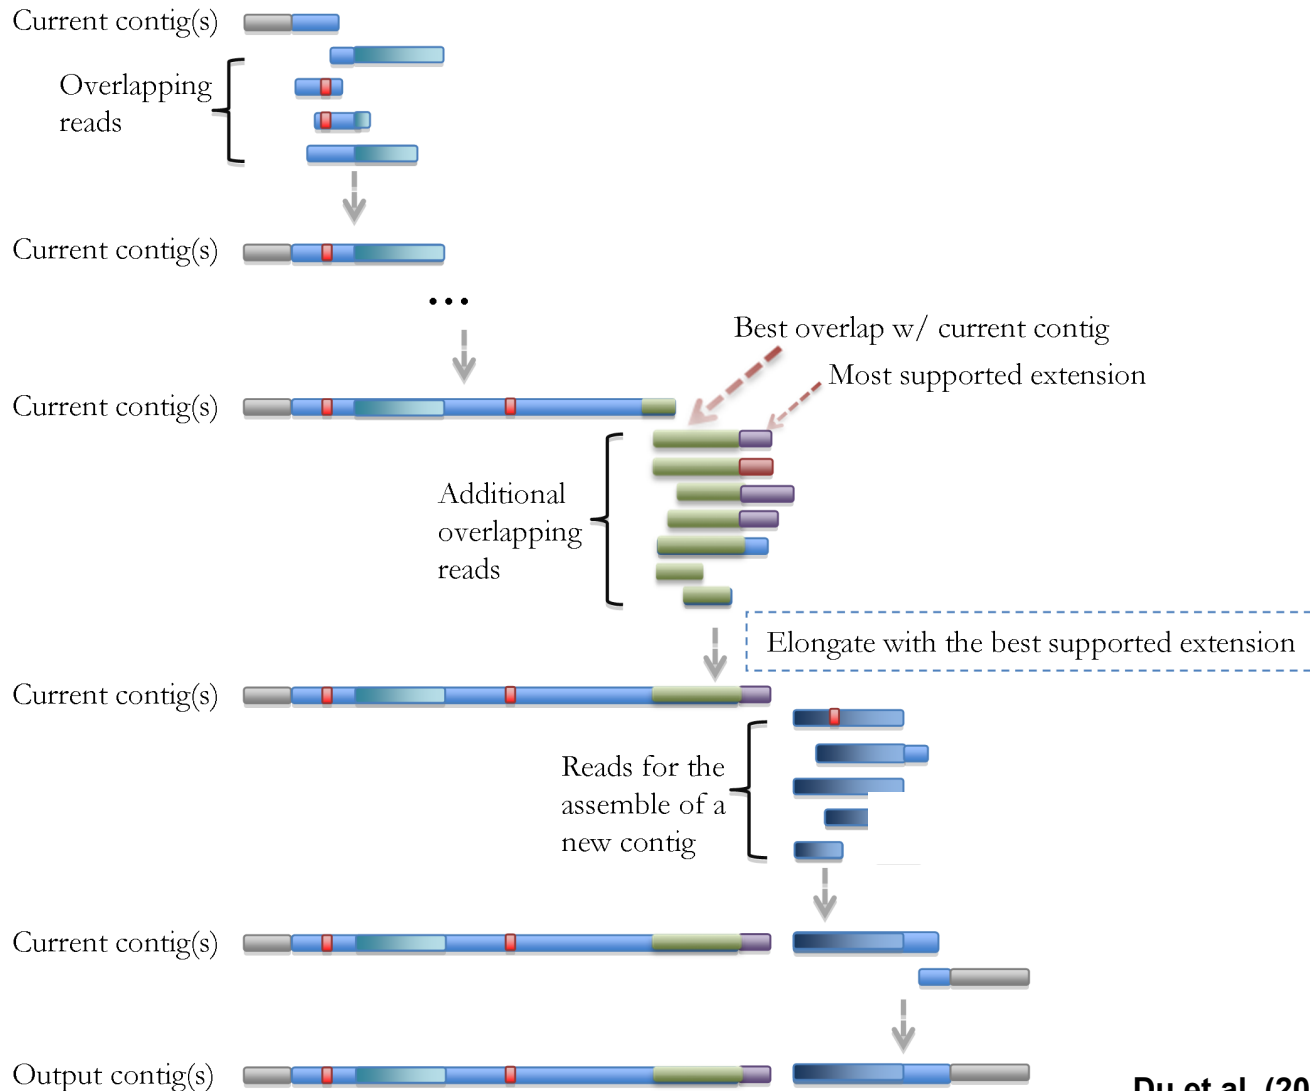 Current contig(s)
Overlapping
reads
Current contig(s)
...
Best overlap w/ current contig
Most supported extension
Current contig(s)
Additional
overlapping
reads
Elongate with the best supported extension
Current contig(s)
Reads for the
assemble of a
new contig
Current contig(s)
Output contig(s)
Du et al. (20